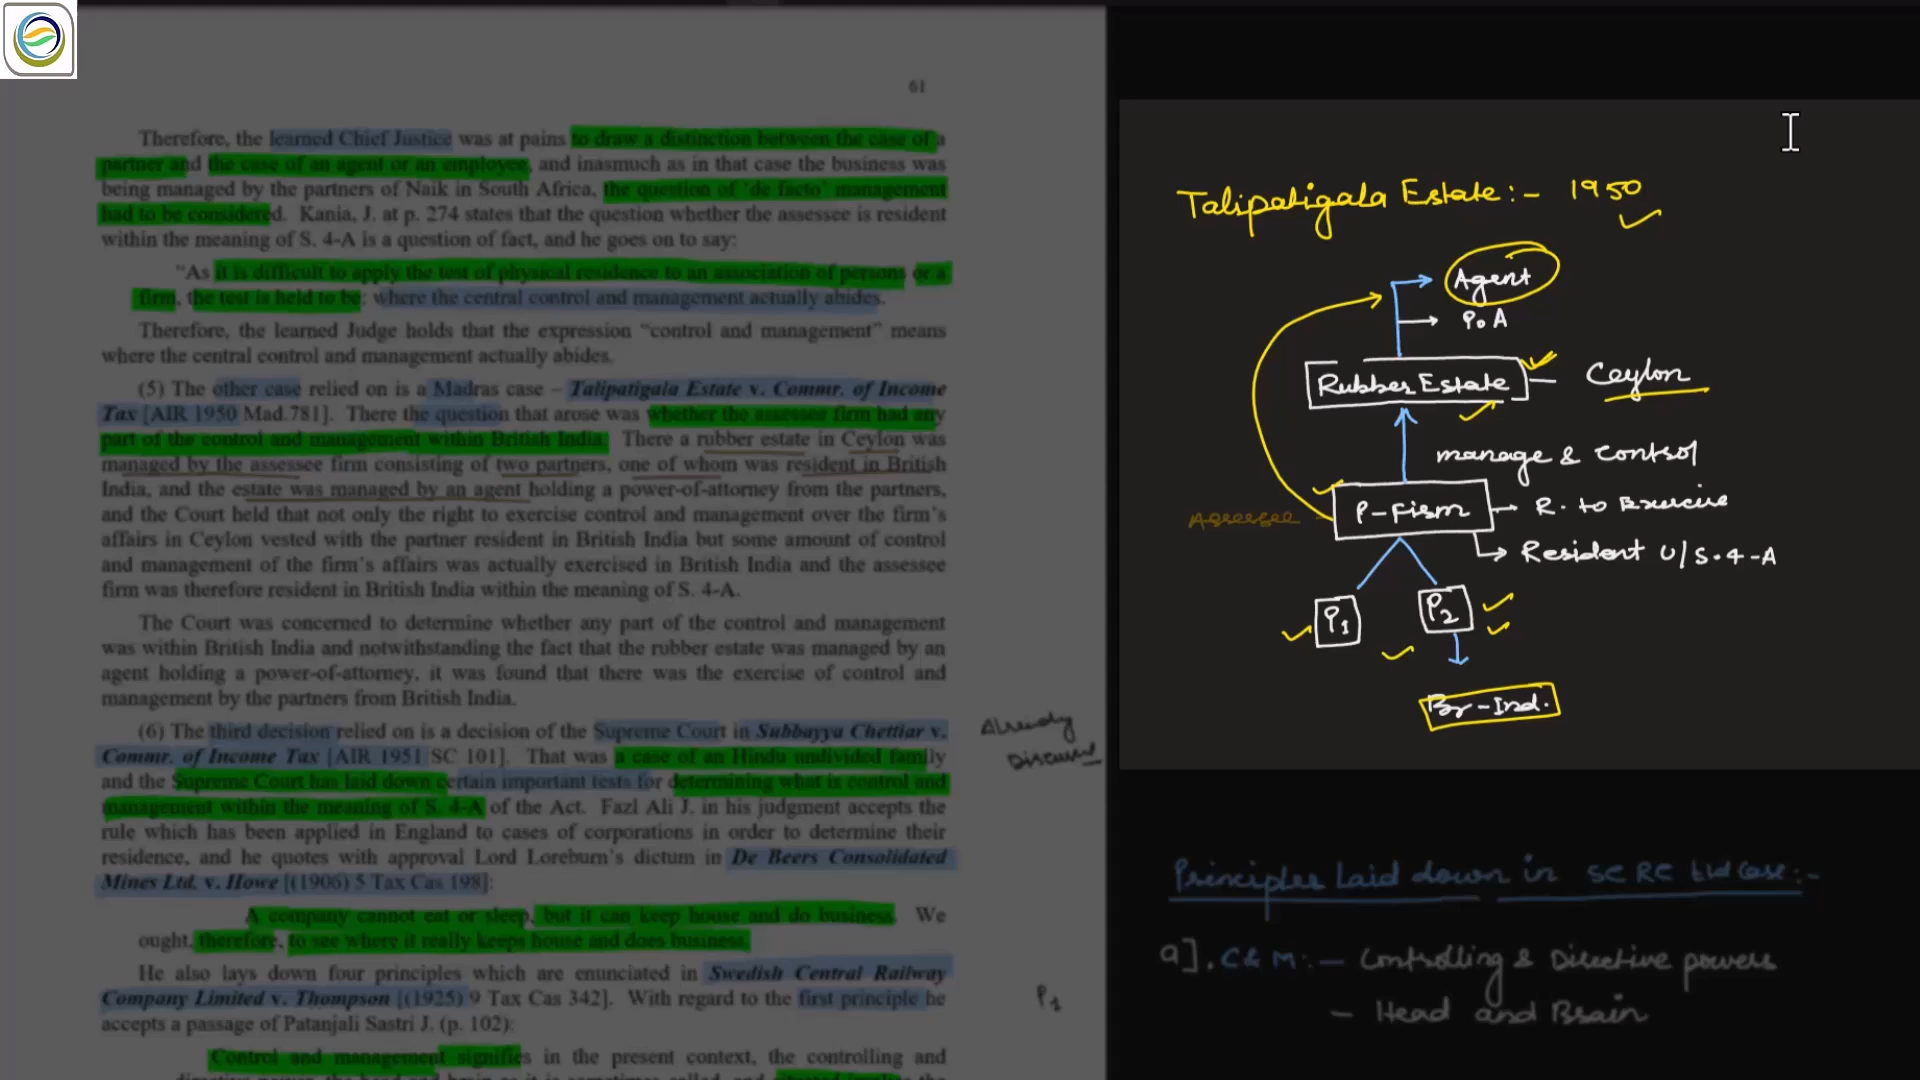 61
Therefore, the learned Chief Justice was at pains to draw a distinction between the case of a
partner and the case of an agent or an employee, and inasmuch as in that case the business was
being managed by the partners of Naik in South Africa, the question of 'de facto' management
had to be considered. Kania, J. at p. 274 states that the question whether the assessee is resident
within the meaning of S. 4-A is a question of fact, and he goes on to say:
"As it is difficult to apply the test of physical residence to an association of persons or a
firm, the test is held to be: where the central control and management actually abides.
Therefore, the learned Judge holds that the expression "control and management" means
where the central control and management actually abides.
(5) The other case relied on is a Madras case – Talipatigala Estate v. Commr. of Income
Tax [AIR 1950 Mad.781]. There the question that arose was whether the assessee firm had any
part of the control and management within British India. There a rubber estate in Ceylon was
managed by the assessee firm consisting of two partners, one of whom was resident in British
India, and the estate was managed by an agent holding a power-of-attorney from the partners,
and the Court held that not only the right to exercise control and management over the firm's
affairs in Ceylon vested with the partner resident in British India but some amount of control
and management of the firm's affairs was actually exercised in British India and the assessee
firm was therefore resident in British India within the meaning of S. 4-A.
The Court was concerned to determine whether any part of the control and management
was within British India and notwithstanding the fact that the rubber estate was managed by an
agent holding a power-of-attorney, it was found that there was the exercise of control and
management by the partners from British India.
(6) The third decision relied on is a decision of the Supreme Court in Subbayya Chettiar v.
Commr. of Income Tax [AIR 1951 SC 101]. That was a case of an Hindu undivided family
and the Supreme Court has laid down certain important tests for determining what is control and
management within the meaning of S. 4-A of the Act. Fazl Ali J. in his judgment accepts the
rule which has been applied in England to cases of corporations in order to determine their
residence, and he quotes with approval Lord Loreburn's dictum in De Beers Consolidated
Mines Ltd. v. Howe [(1906) 5 Tax Cas 198]:
A company cannot eat or sleep, but it can keep house and do business. We
ought, therefore, to see where it really keeps house and does business.
He also lays down four principles which are enunciated in Swedish Central Railway
Company Limited v. Thompson [(1925) 9 Tax Cas 342]. With regard to the first principle he
accepts a passage of Patanjali Sastri J. (p. 102):
Control and management signifies in the present context, the controlling and
Already
P1
Talipatigala Estate :- 1950
Agent
P.o A
Rubber Estate
Ceylon
manage & Control
Assessee
P-Firm
R. to Exercise
Resident U/S.4-A
P1
P2
Br-Ind.
Principles Laid down in SCRC Ltd Case:-
a]. C&M:- Controlling & Directive powers
- Head and Brain